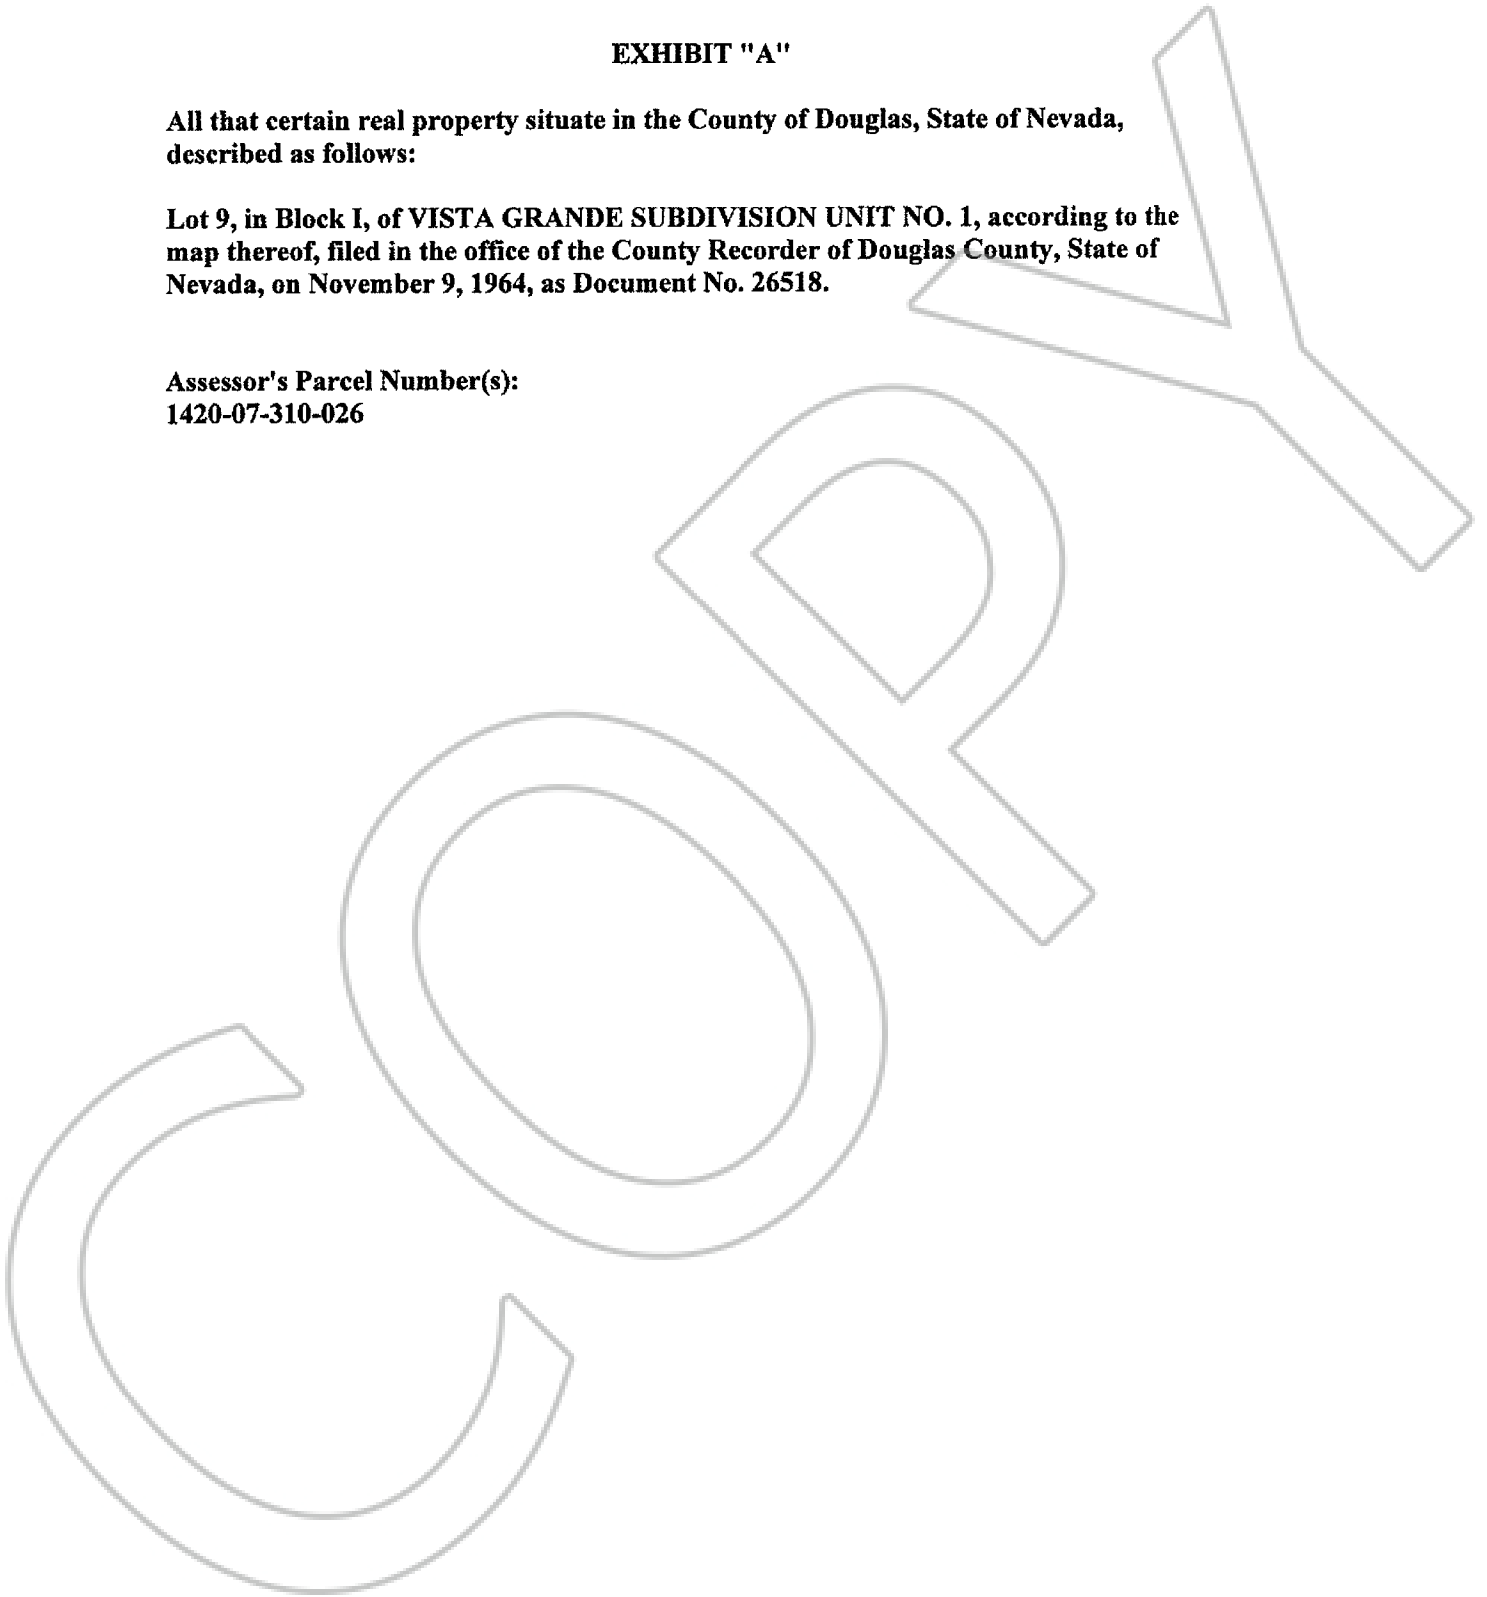 EXHIBIT "A"
All that certain real property situate in the County of Douglas, State of Nevada,
described as follows:
Lot 9, in Block I, of VISTA GRANDE SUBDIVISION UNIT NO. 1, according to the
map thereof, filed in the office of the County Recorder of Douglas County, State of
Nevada, on November 9, 1964, as Document No. 26518.
Assessor's Parcel Number(s):
1420-07-310-026
COPY